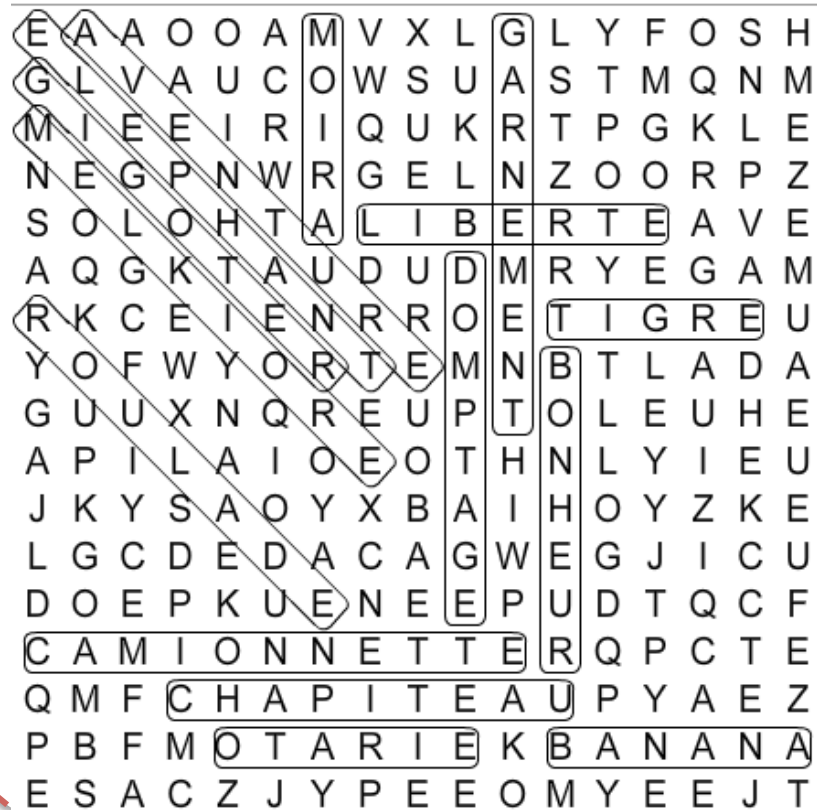 E A A O O A M V X L G L Y F O S H
G L V A U C O W S U A S T M Q N M
M I E E I R I Q U K R T P G K L E
N E G P N W R G E L N Z O O R P Z
S O L O H T A L I B E R T E A V E
A Q G K T A U D U D M R Y E G A M
R K C E I E N R R O E T I G R E U
Y O F W Y O R T E M N B T L A D A
G U U X N Q R E U P T O L E U H E
A P I L A I O E O T H N L Y I E U
J K Y S A O Y X B A I H O Y Z K E
L G C D E D A C A G W E G J I C U
D O E P K U E N E E P U D T Q C F
C A M I O N N E T T E R Q P C T E
Q M F C H A P I T E A U P Y A E Z
P B F M O T A R I E K B A N A N A
E S A C Z J Y P E E O M Y E E J T